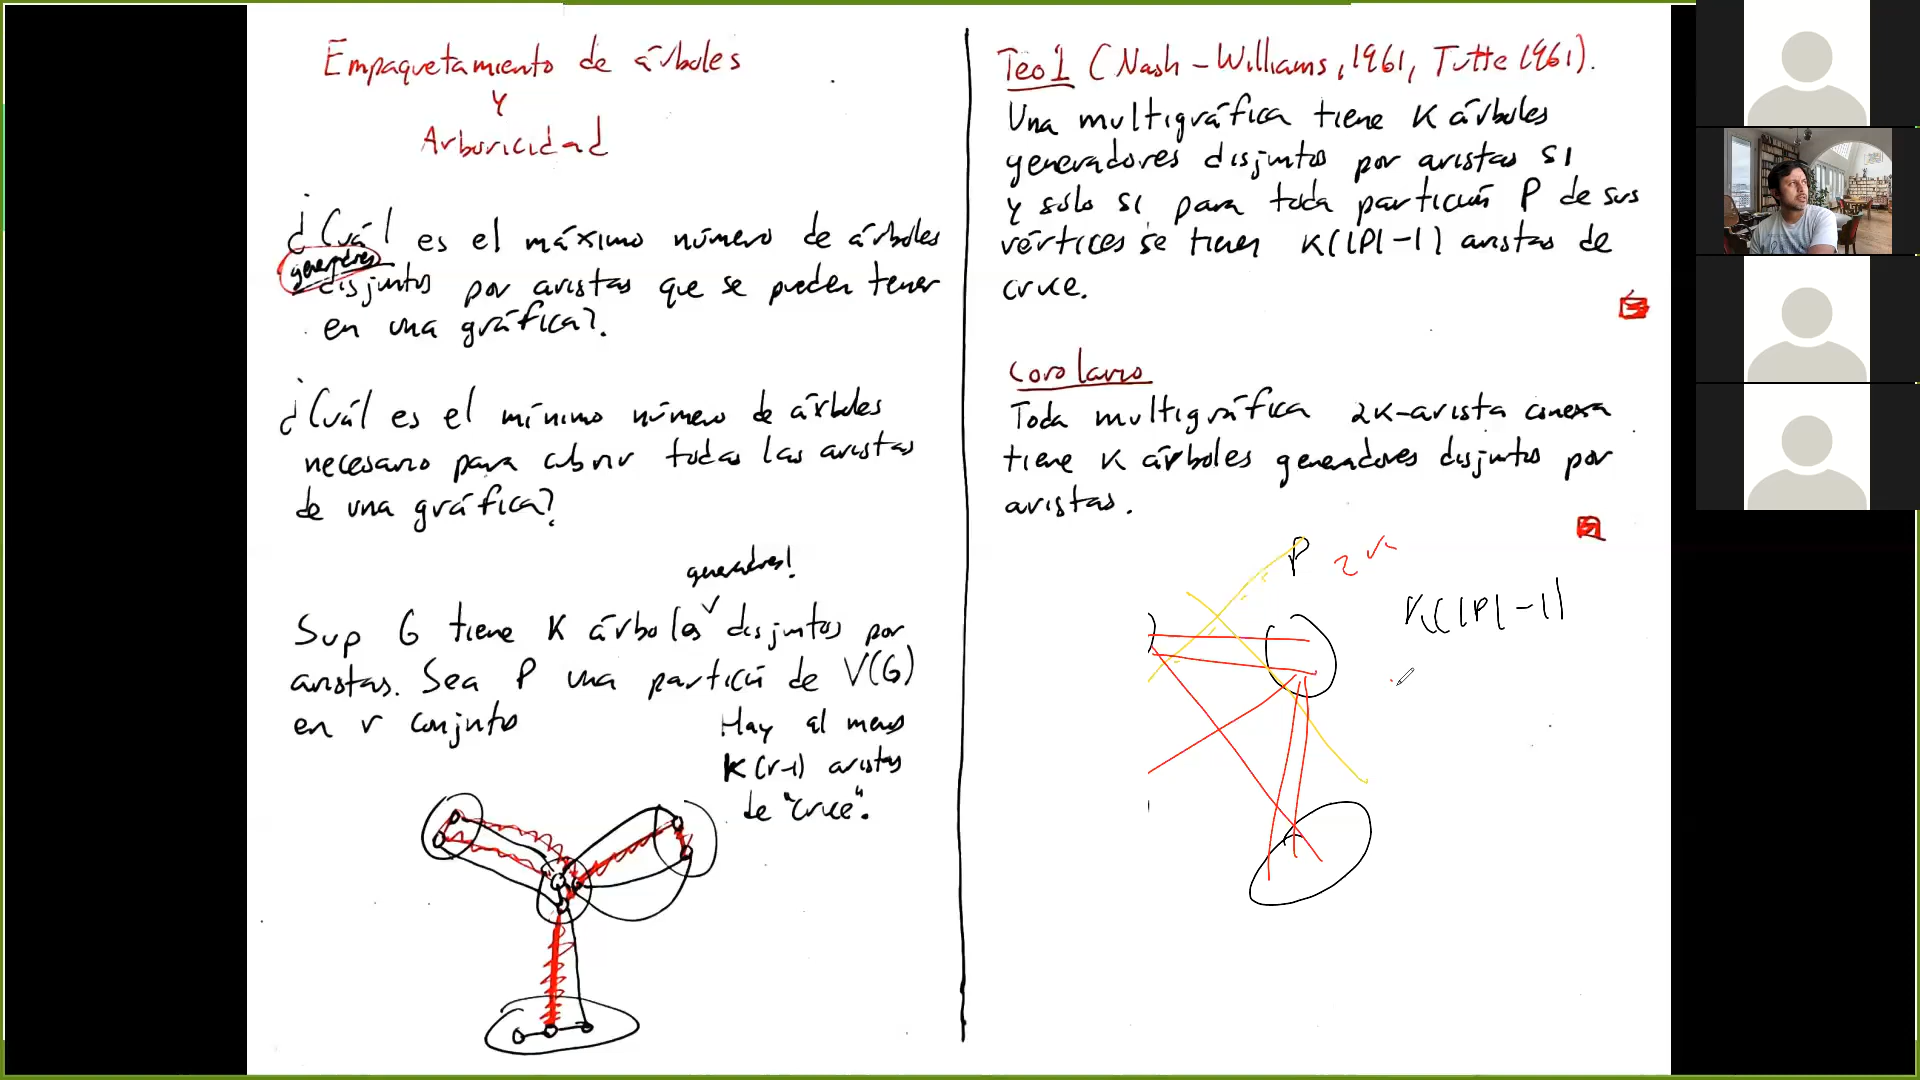 Empaquetamiento de árboles
y
Arboricidad
¿Cuál es el máximo número de árboles
generadores
disjuntos por aristas que se pueden tener
en una gráfica?.
¿Cuál es el mínimo número de árboles
necesario para cubrir todas las aristas
de una gráfica?
generadores!
Sup G tiene K árboles disjuntos por
aristas. Sea P una partición de V(G)
en r conjuntos
Hay al menos
K(r-1) aristas
de "cruce".
Teo 1 (Nash-Williams, 1961, Tutte 1961).
Una multigráfica tiene K árboles
generadores disjuntos por aristas si
y sólo si para toda partición P de sus
vértices se tienen K(|P|-1) aristas de
cruce.
Corolario
Toda multigráfica 2K-arista conexa
tiene K árboles generadores disjuntos por
aristas.
P 2K
K(|P|-1)